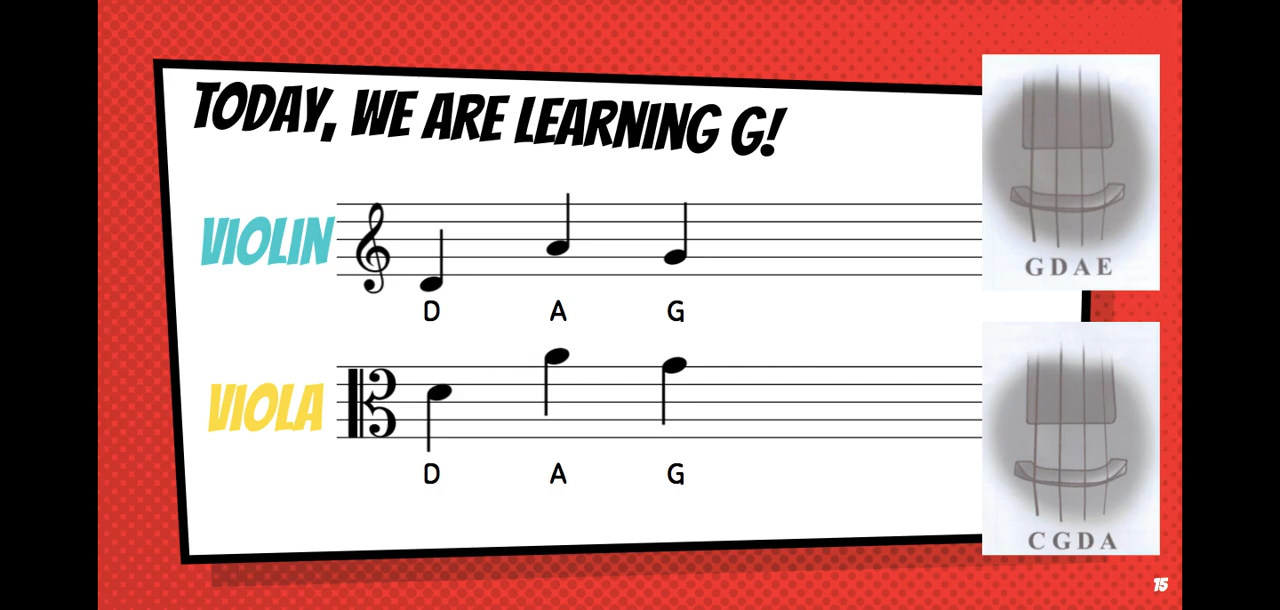 TODAY, WE ARE LEARNING G!
VIOLIN
D A G
G D A E
VIOLA
D A G
C G D A
15